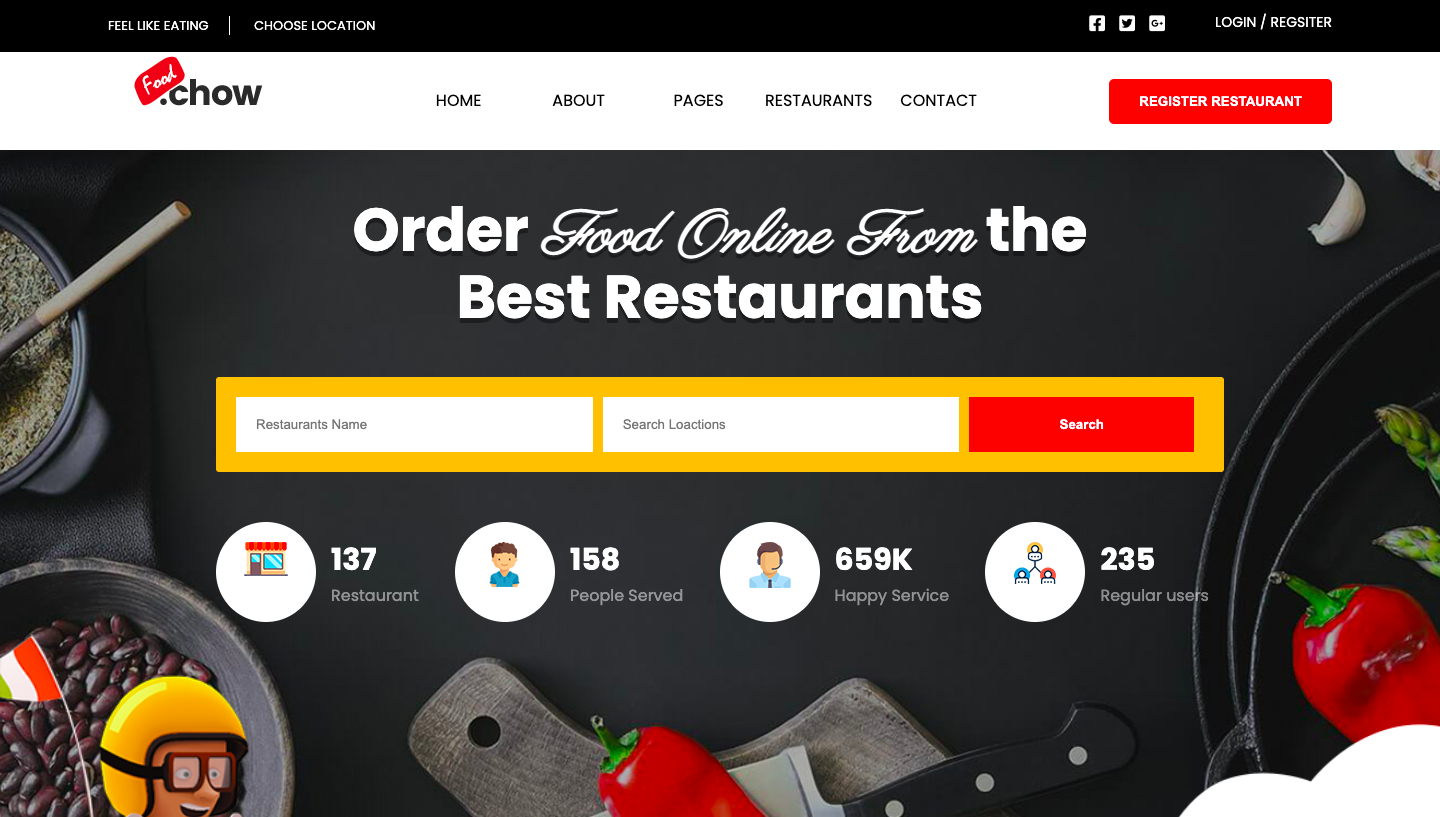 FEEL LIKE EATING CHOOSE LOCATION LOGIN / REGSITER
Food
.chow
HOME ABOUT PAGES RESTAURANTS CONTACT REGISTER RESTAURANT
Order Food Online From the
Best Restaurants
Restaurants Name Search Loactions Search
137 158 659K 235
Restaurant People Served Happy Service Regular users